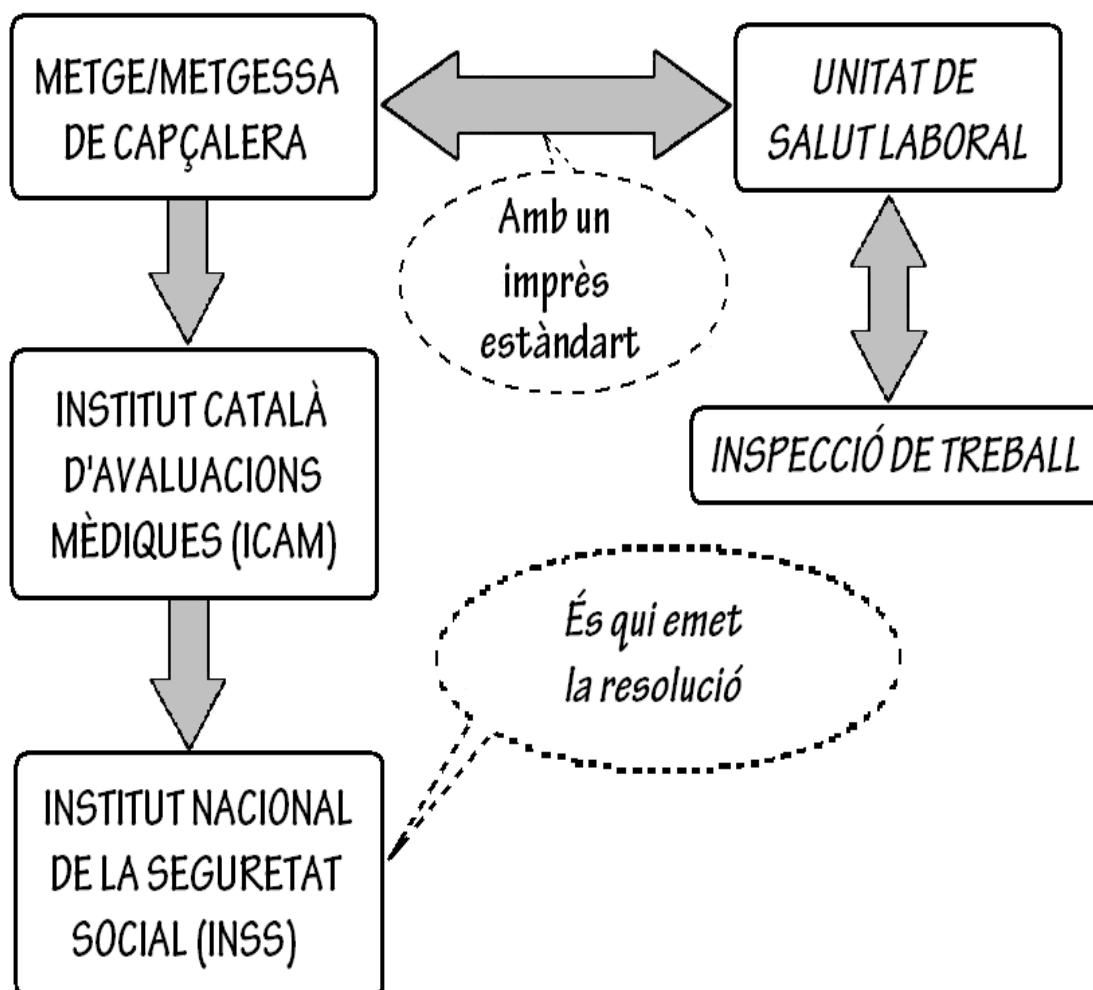 METGE/METGESSA
DE CAPÇALERA
UNITAT DE
SALUT LABORAL
Amb un
imprès
estàndart
INSTITUT CATALÀ
D'AVALUACIONS
MÈDIQUES (ICAM)
INSPECCIÓ DE TREBALL
És qui emet
la resolució
INSTITUT NACIONAL
DE LA SEGURETAT
SOCIAL (INSS)